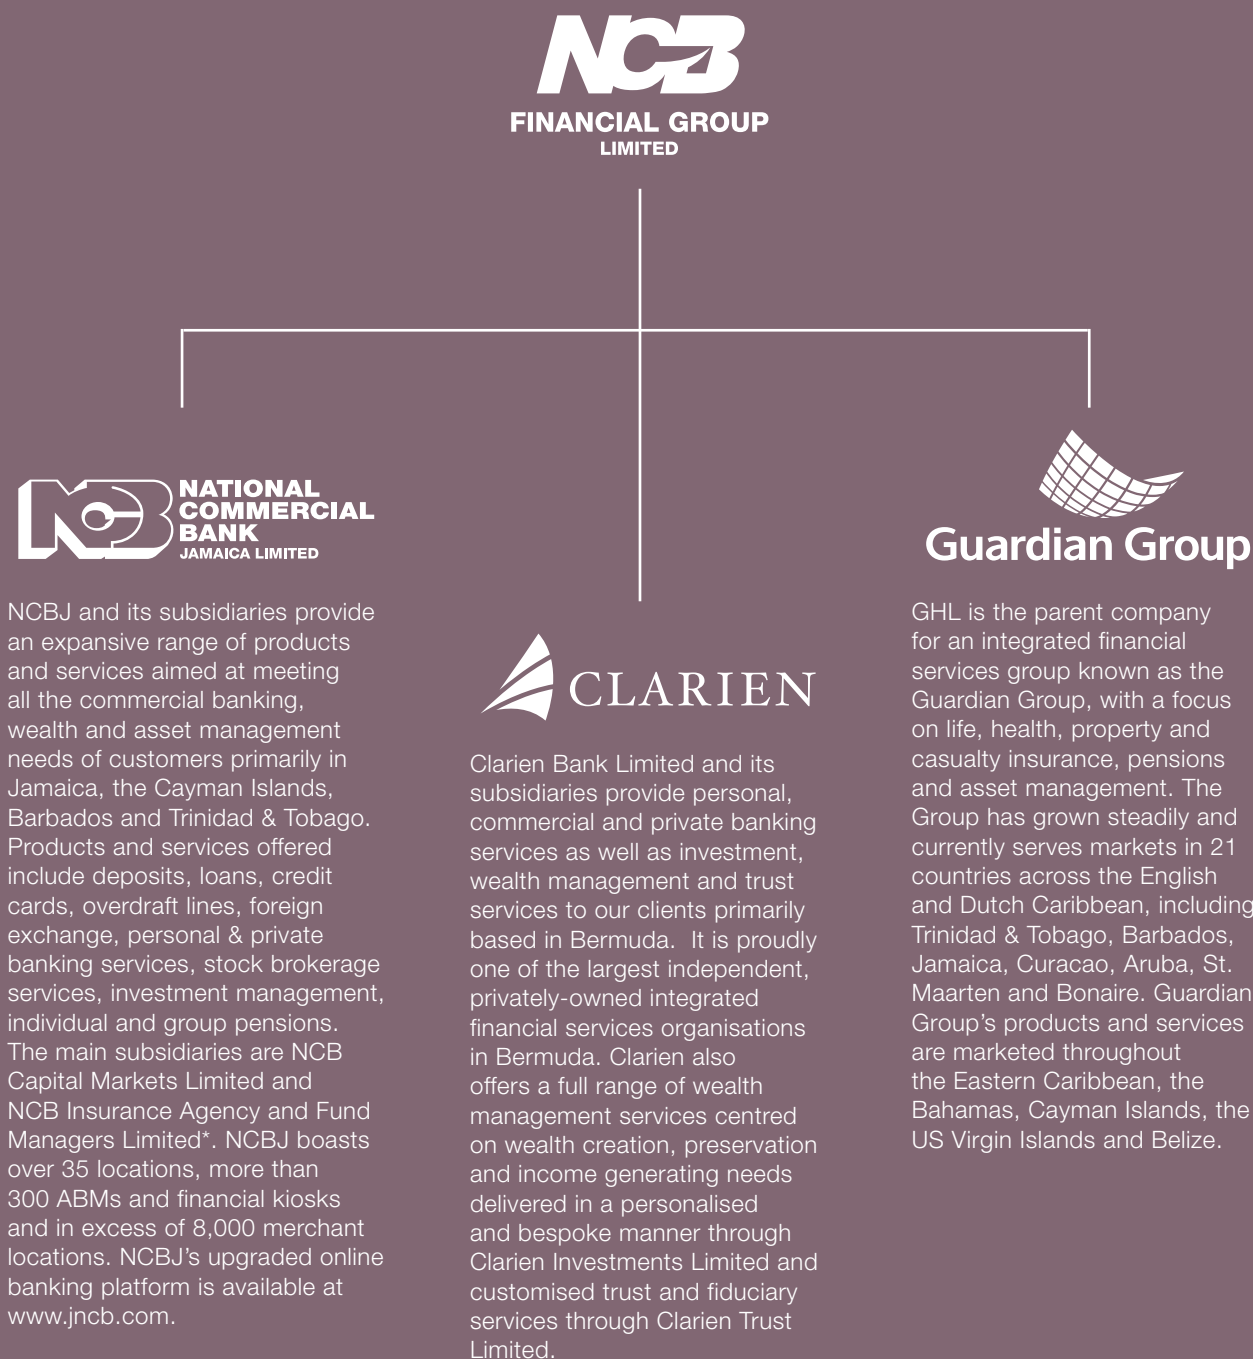 NCB
FINANCIAL GROUP
LIMITED
NCB
NATIONAL
COMMERCIAL
BANK
JAMAICA LIMITED
NCBJ and its subsidiaries provide
an expansive range of products
and services aimed at meeting
all the commercial banking,
wealth and asset management
needs of customers primarily in
Jamaica, the Cayman Islands,
Barbados and Trinidad & Tobago.
Products and services offered
include deposits, loans, credit
cards, overdraft lines, foreign
exchange, personal & private
banking services, stock brokerage
services, investment management,
individual and group pensions.
The main subsidiaries are NCB
Capital Markets Limited and
NCB Insurance Agency and Fund
Managers Limited*. NCBJ boasts
over 35 locations, more than
300 ABMs and financial kiosks
and in excess of 8,000 merchant
locations. NCBJ’s upgraded online
banking platform is available at
www.jncb.com.
CLARIEN
Clarien Bank Limited and its
subsidiaries provide personal,
commercial and private banking
services as well as investment,
wealth management and trust
services to our clients primarily
based in Bermuda.  It is proudly
one of the largest independent,
privately-owned integrated
financial services organisations
in Bermuda. Clarien also
offers a full range of wealth
management services centred
on wealth creation, preservation
and income generating needs
delivered in a personalised
and bespoke manner through
Clarien Investments Limited and
customised trust and fiduciary
services through Clarien Trust
Limited.
Guardian Group
GHL is the parent company
for an integrated financial
services group known as the
Guardian Group, with a focus
on life, health, property and
casualty insurance, pensions
and asset management. The
Group has grown steadily and
currently serves markets in 21
countries across the English
and Dutch Caribbean, including
Trinidad & Tobago, Barbados,
Jamaica, Curacao, Aruba, St.
Maarten and Bonaire. Guardian
Group’s products and services
are marketed throughout
the Eastern Caribbean, the
Bahamas, Cayman Islands, the
US Virgin Islands and Belize.